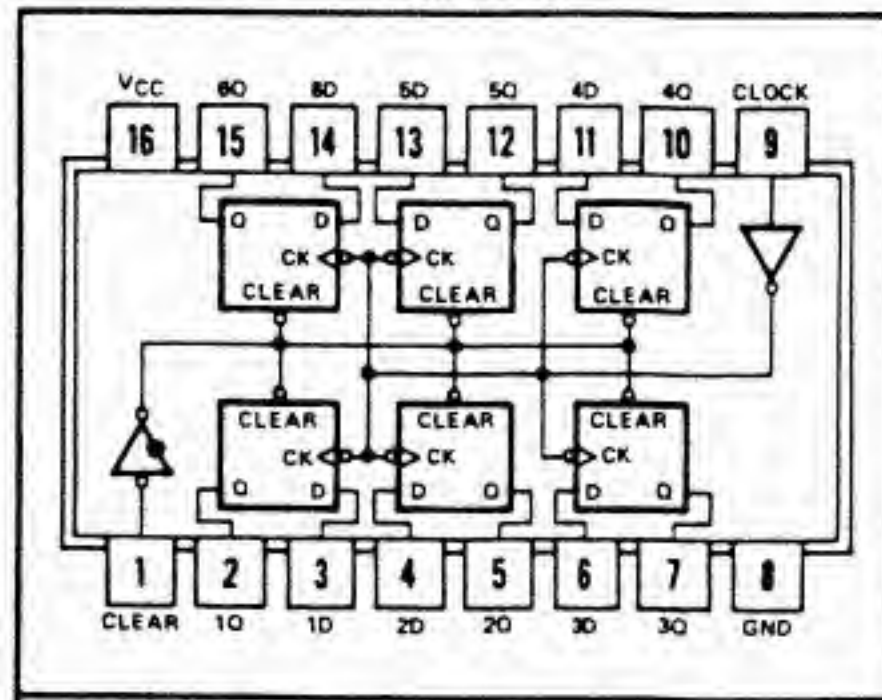 VCC 6Q 6D 5D 5Q 4D 4Q CLOCK
16 15 14 13 12 11 10 9
Q D D Q D Q
CK CK CK
CLEAR CLEAR CLEAR
CLEAR CLEAR CLEAR
CK CK CK
Q D D Q D Q
1 2 3 4 5 6 7 8
CLEAR 1Q 1D 2D 2Q 3D 3Q GND